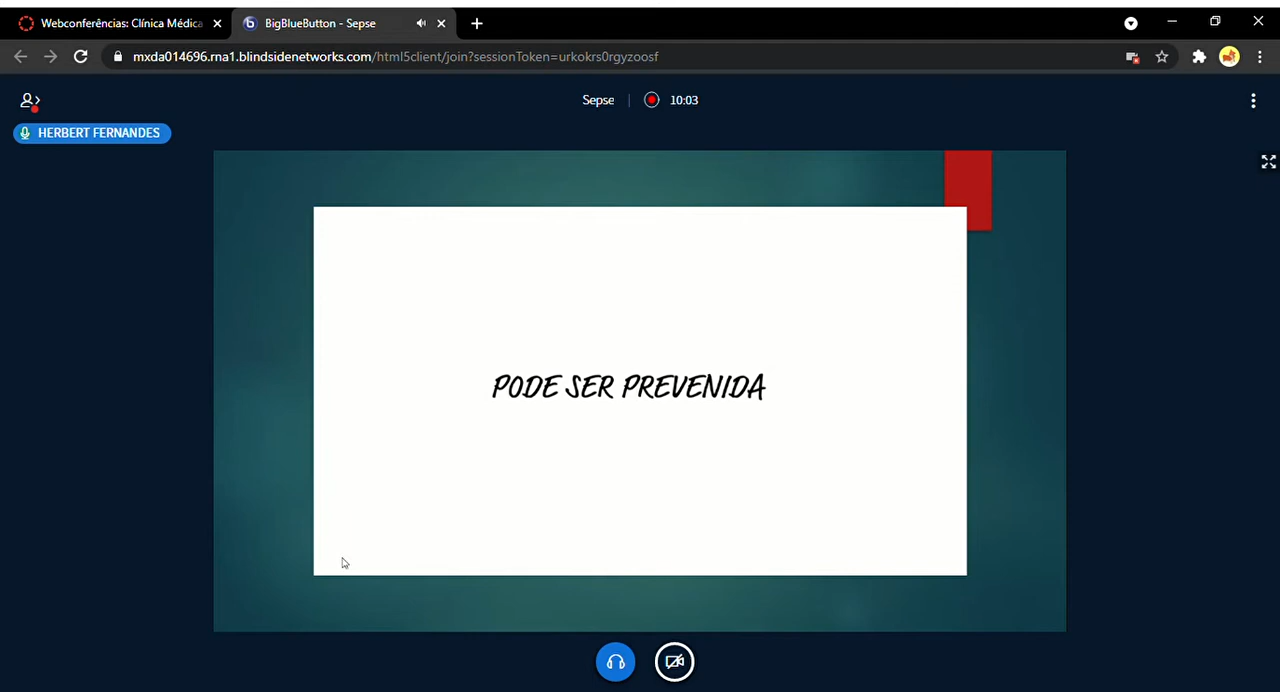 Webconferências: Clínica Médica
BigBlueButton - Sepse
mxda014696.rna1.blindsidenetworks.com/html5client/join?sessionToken=urkokrs0rgyzoosf
Sepse
10:03
HERBERT FERNANDES
PODE SER PREVENIDA